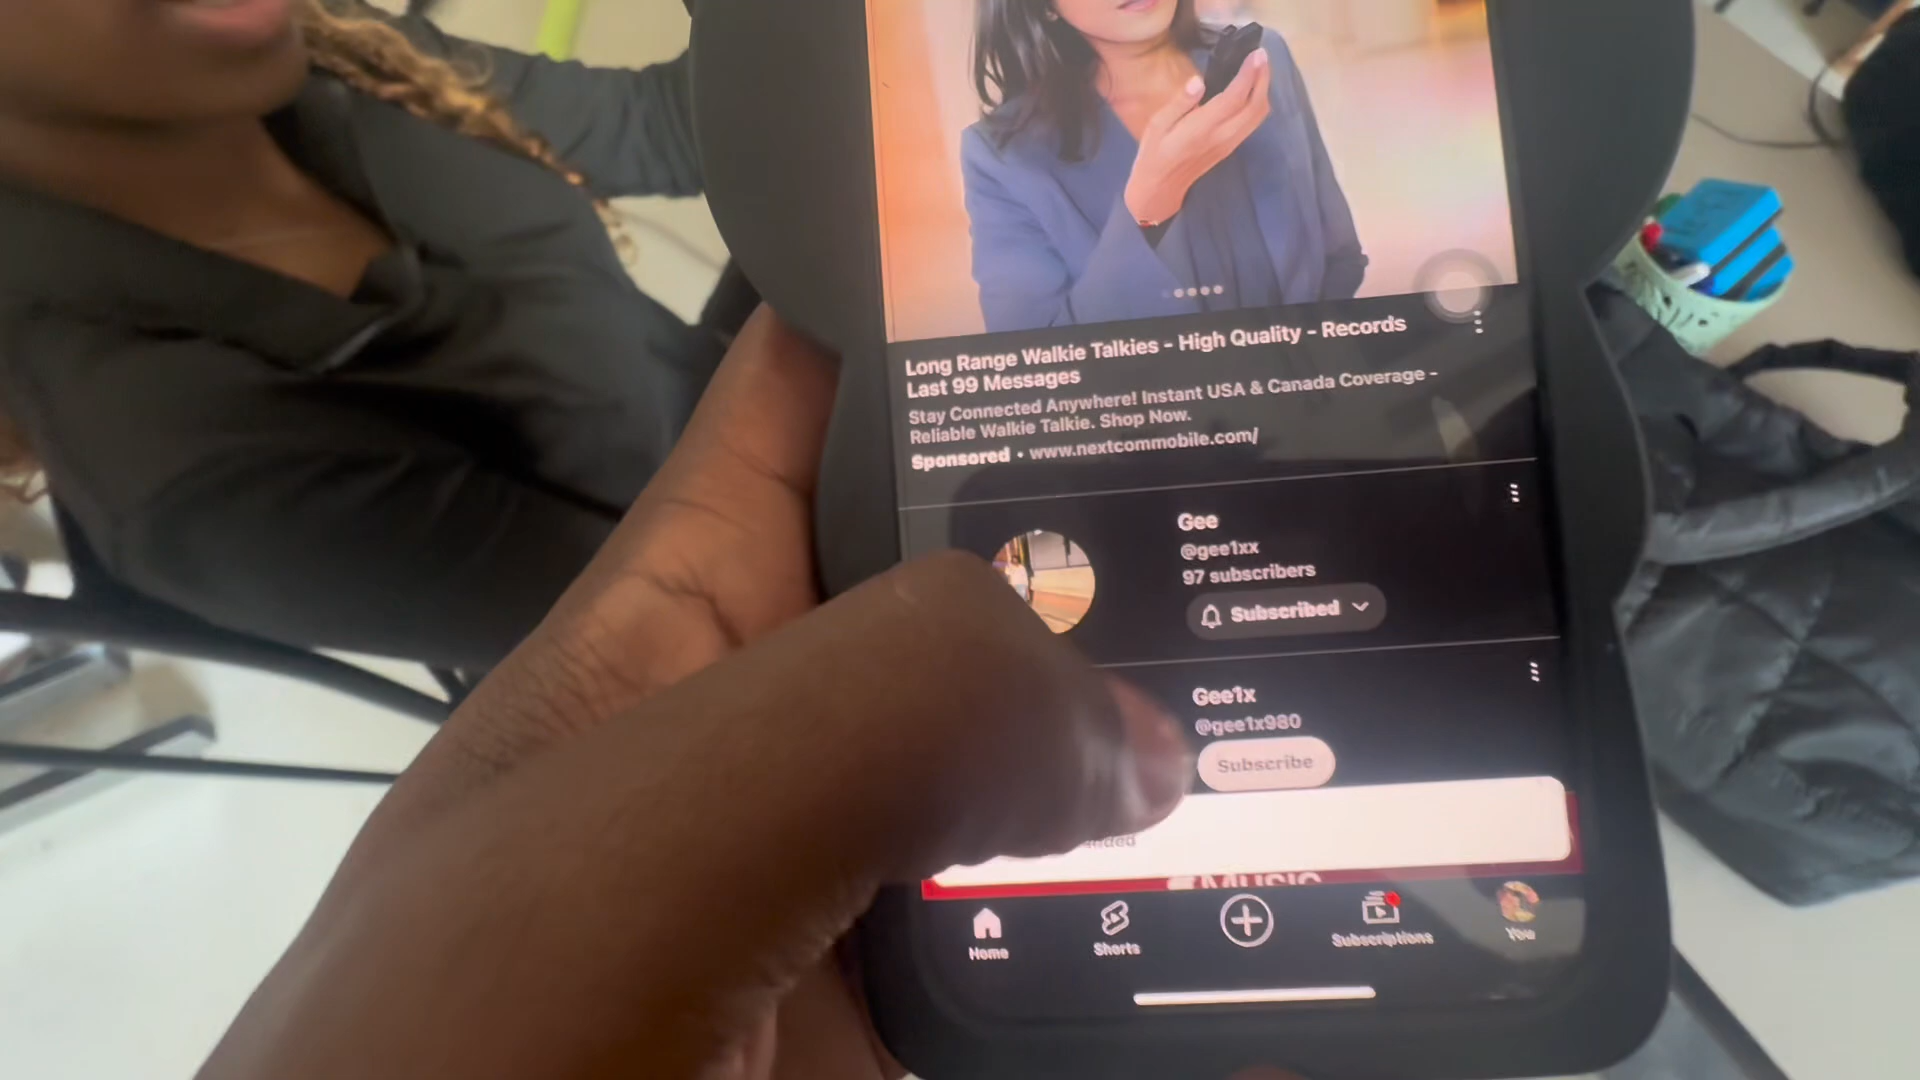 Long Range Walkie Talkies - High Quality - Records
Last 99 Messages
Stay Connected Anywhere! Instant USA & Canada Coverage -
Reliable Walkie Talkie. Shop Now.
Sponsored • www.nextcommobile.com/
Gee
@gee1xx
97 subscribers
Subscribed
Gee1x
@gee1x980
Subscribe
MUSIC
Home
Shorts
Subscriptions
You